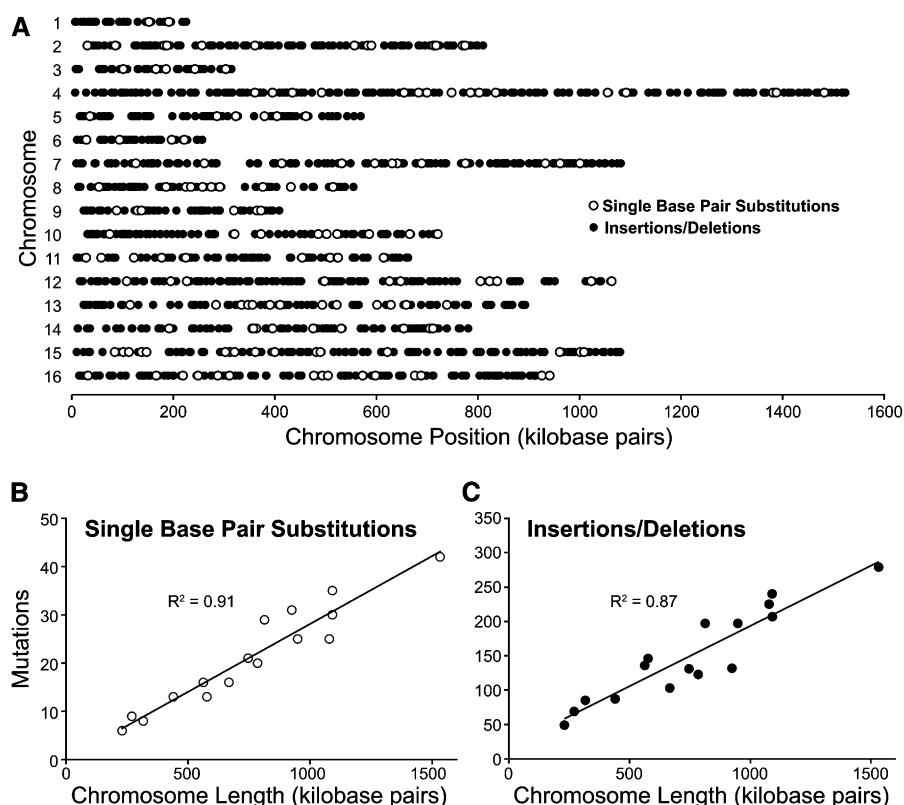 A
Chromosome
1
2
3
4
5
6
7
8
9
10
11
12
13
14
15
16
Single Base Pair Substitutions
Insertions/Deletions
0 200 400 600 800 1000 1200 1400 1600
Chromosome Position (kilobase pairs)
B
Single Base Pair Substitutions
R² = 0.91
Mutations
50
40
30
20
10
0
0 500 1000 1500
Chromosome Length (kilobase pairs)
C
Insertions/Deletions
R² = 0.87
350
300
250
200
150
100
50
0
0 500 1000 1500
Chromosome Length (kilobase pairs)